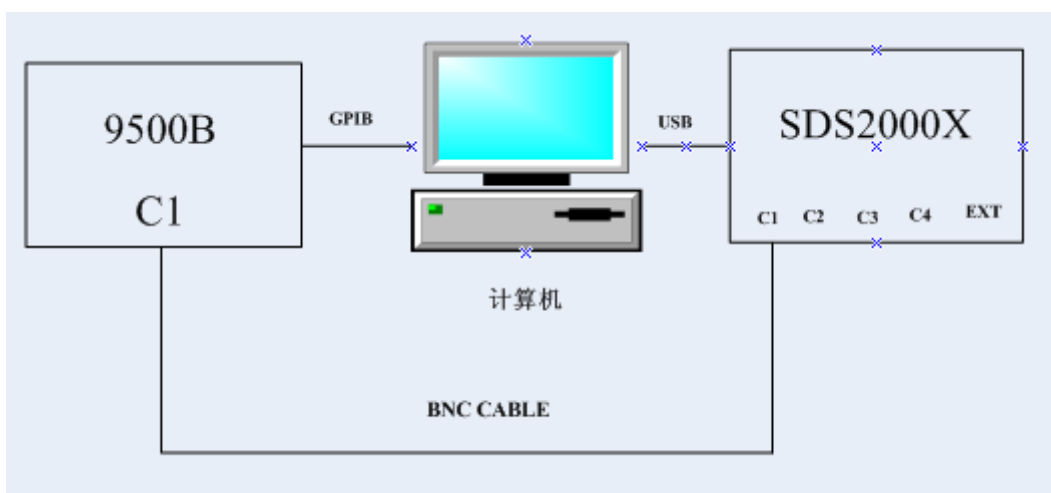 9500B
C1
GPIB
USB
SDS2000X
C1 C2 C3 C4 EXT
计算机
BNC CABLE